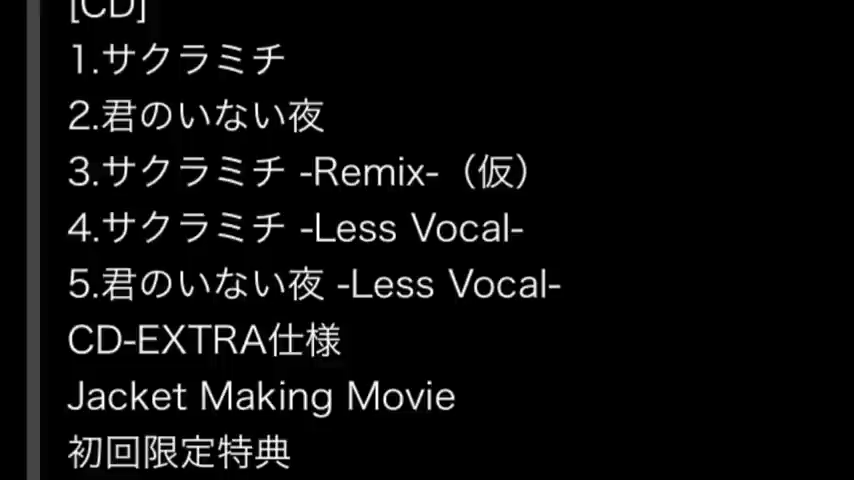 [CD]
1.サクラミチ
2.君のいない夜
3.サクラミチ -Remix-（仮）
4.サクラミチ -Less Vocal-
5.君のいない夜 -Less Vocal-
CD-EXTRA仕様
Jacket Making Movie
初回限定特典